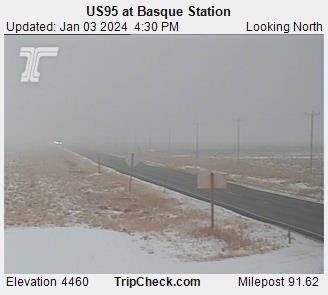 US95 at Basque Station
Updated: Jan 03 2024 4:30 PM Looking North
Elevation 4460 TripCheck.com Milepost 91.62